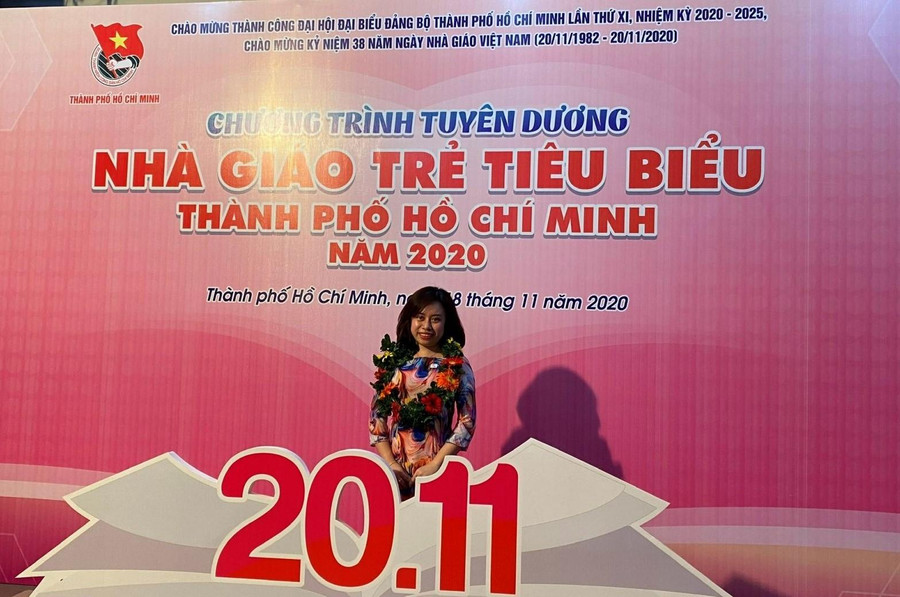 CHÀO MỪNG THÀNH CÔNG ĐẠI HỘI ĐẠI BIỂU ĐẢNG BỘ THÀNH PHỐ HỒ CHÍ MINH LẦN THỨ XI, NHIỆM KỲ 2020 - 2025,
CHÀO MỪNG KỶ NIỆM 38 NĂM NGÀY NHÀ GIÁO VIỆT NAM (20/11/1982 - 20/11/2020)
THÀNH PHỐ HỒ CHÍ MINH
CHƯƠNG TRÌNH TUYÊN DƯƠNG
NHÀ GIÁO TRẺ TIÊU BIỂU
THÀNH PHỐ HỒ CHÍ MINH
NĂM 2020
Thành phố Hồ Chí Minh, 8 tháng 11 năm 2020
20.11